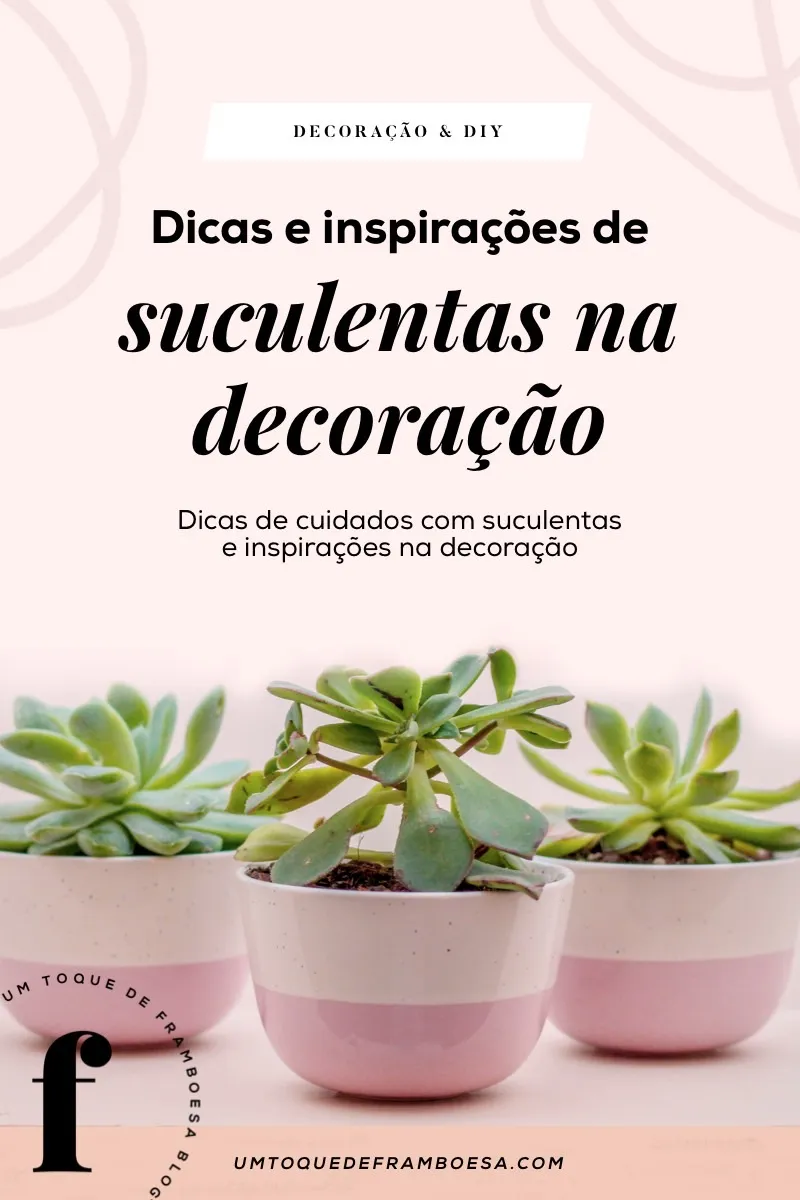 DECORAÇÃO & DIY
Dicas e inspirações de
suculentas na
decoração
Dicas de cuidados com suculentas
e inspirações na decoração
UM TOQUE DE FRAMBOESA BLOG
f
UMTOQUEDEFRAMBOESA.COM